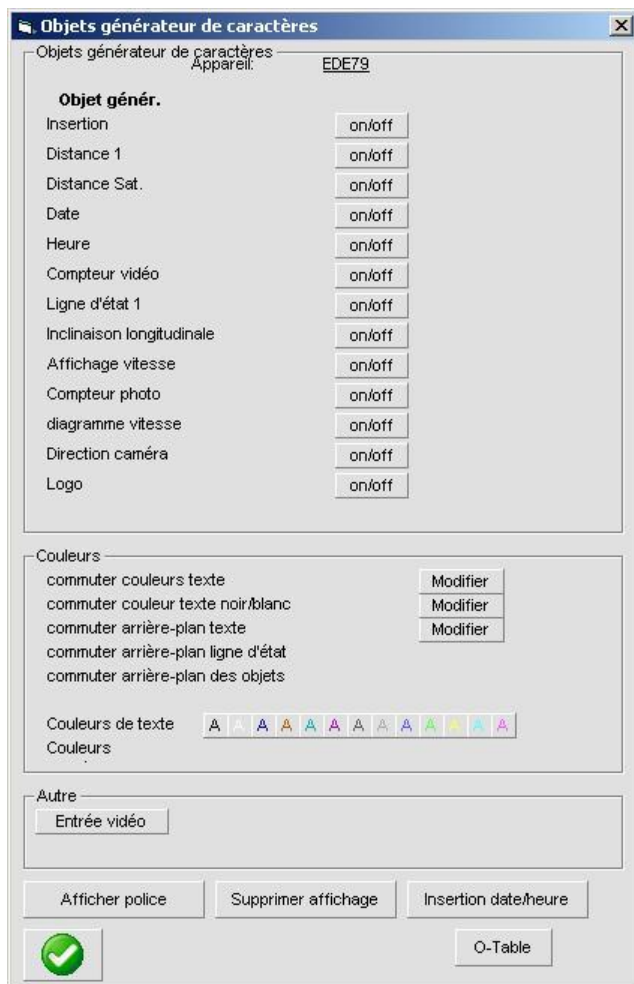 Objets générateur de caractères
Objets générateur de caractères
Appareil: EDE79
Objet génér.
Insertion on/off
Distance 1 on/off
Distance Sat. on/off
Date on/off
Heure on/off
Compteur vidéo on/off
Ligne d'état 1 on/off
Inclinaison longitudinale on/off
Affichage vitesse on/off
Compteur photo on/off
diagramme vitesse on/off
Direction caméra on/off
Logo on/off
Couleurs
commuter couleurs texte Modifier
commuter couleur texte noir/blanc Modifier
commuter arrière-plan texte Modifier
commuter arrière-plan ligne d'état
commuter arrière-plan des objets
Couleurs de texte A A A A A A A A A A A A A
Couleurs
Autre
Entrée vidéo
Afficher police Supprimer affichage Insertion date/heure
O-Table